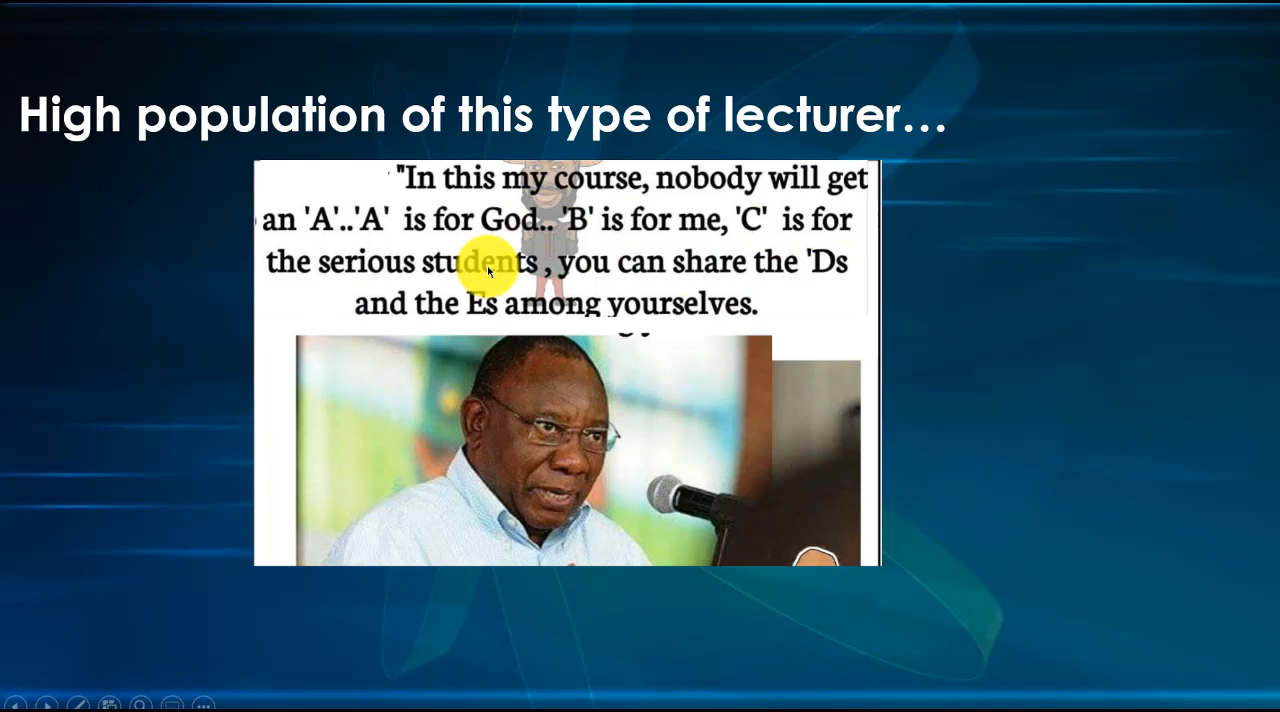 High population of this type of lecturer...
"In this my course, nobody will get
an 'A'..'A' is for God.. 'B' is for me, 'C' is for
the serious students , you can share the 'Ds
and the Es among yourselves.